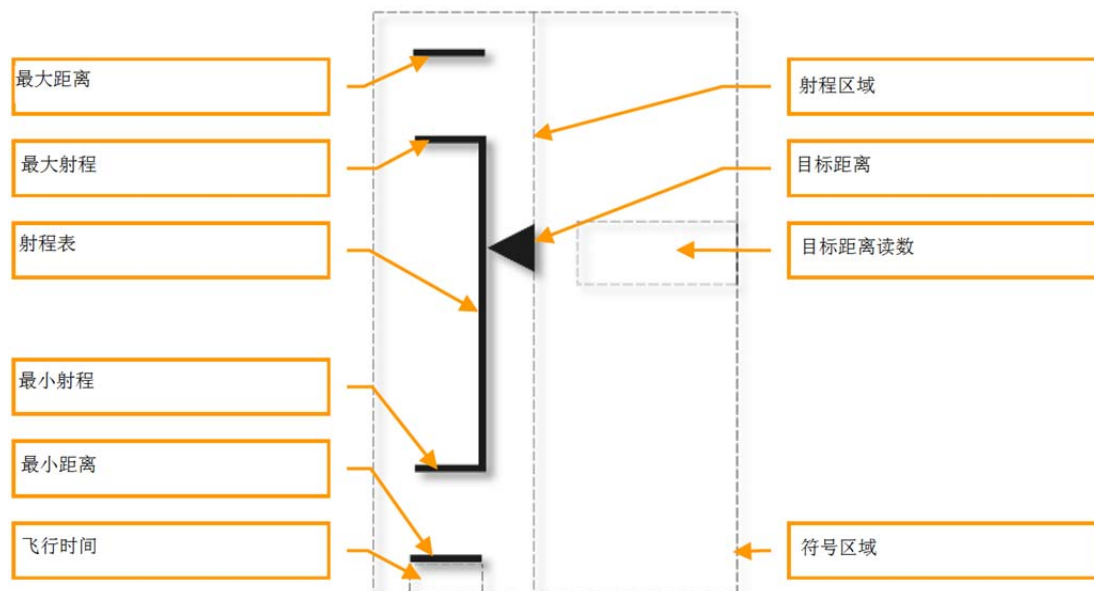 最大距离
最大射程
射程表
最小射程
最小距离
飞行时间
射程区域
目标距离
目标距离读数
符号区域